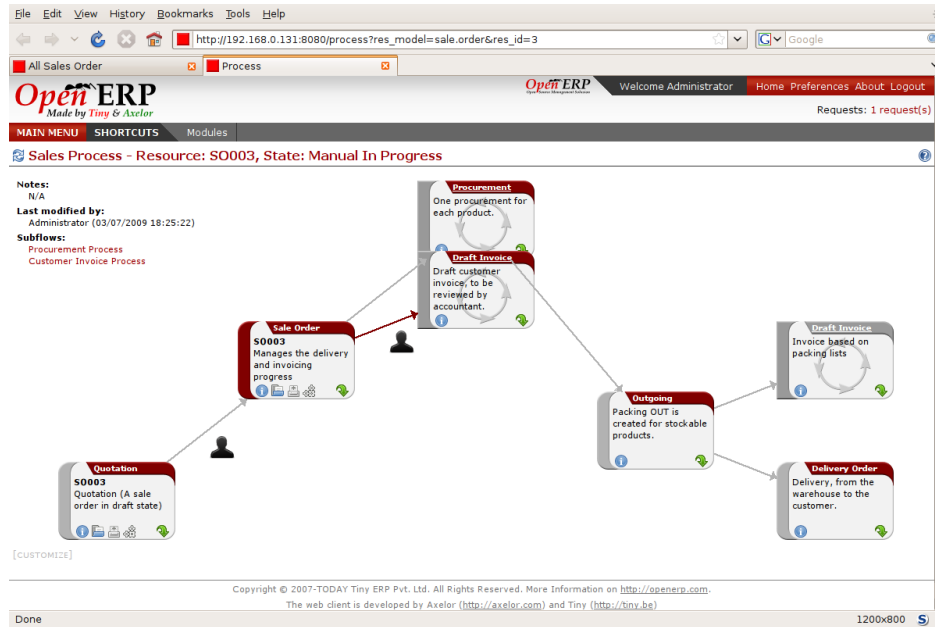 File Edit View History Bookmarks Tools Help
http://192.168.0.131:8080/process?res_model=sale.order&res_id=3
G Google
All Sales Order
Process
Open ERP
Made by Tiny & Axelor
Open ERP
Open Source Management Solution
Welcome Administrator
Home Preferences About Logout
Requests: 1 request(s)
MAIN MENU SHORTCUTS Modules
Sales Process - Resource: SO003, State: Manual In Progress
Notes:
N/A
Last modified by:
Administrator (03/07/2009 18:25:22)
Subflows:
Procurement Process
Customer Invoice Process
Procurement
One procurement for
each product.
Draft Invoice
Draft customer
invoice, to be
reviewed by
accountant.
Sale Order
SO003
Manages the delivery
and invoicing
progress
Draft Invoice
Invoice based on
packing lists
Outgoing
Packing OUT is
created for stockable
products.
Quotation
SO003
Quotation (A sale
order in draft state)
Delivery Order
Delivery, from the
warehouse to the
customer.
[CUSTOMIZE]
Copyright © 2007-TODAY Tiny ERP Pvt. Ltd. All Rights Reserved. More Information on http://openerp.com.
The web client is developed by Axelor (http://axelor.com) and Tiny (http://tiny.be)
Done
1200x800 S